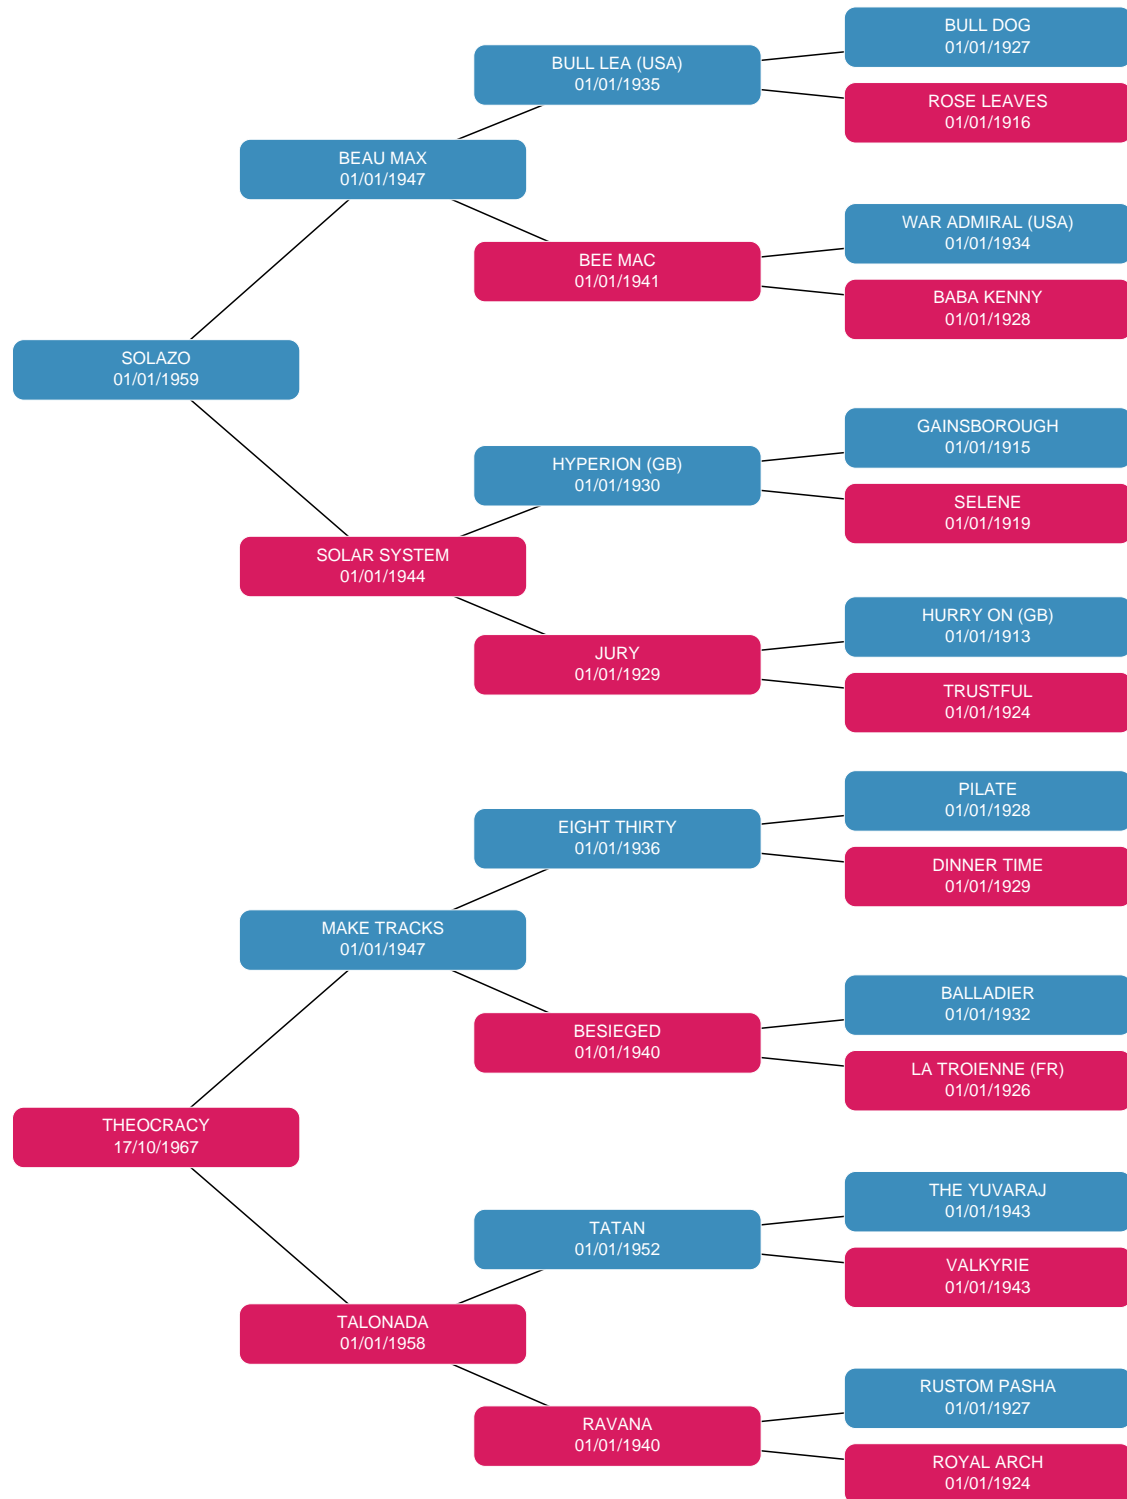 BULL DOG
01/01/1927
BULL LEA (USA)
01/01/1935
ROSE LEAVES
01/01/1916
BEAU MAX
01/01/1947
WAR ADMIRAL (USA)
01/01/1934
BEE MAC
01/01/1941
BABA KENNY
01/01/1928
SOLAZO
01/01/1959
GAINSBOROUGH
01/01/1915
HYPERION (GB)
01/01/1930
SELENE
01/01/1919
SOLAR SYSTEM
01/01/1944
HURRY ON (GB)
01/01/1913
JURY
01/01/1929
TRUSTFUL
01/01/1924
PILATE
01/01/1928
EIGHT THIRTY
01/01/1936
DINNER TIME
01/01/1929
MAKE TRACKS
01/01/1947
BALLADIER
01/01/1932
BESIEGED
01/01/1940
LA TROIENNE (FR)
01/01/1926
THEOCRACY
17/10/1967
THE YUVARAJ
01/01/1943
TATAN
01/01/1952
VALKYRIE
01/01/1943
TALONADA
01/01/1958
RUSTOM PASHA
01/01/1927
RAVANA
01/01/1940
ROYAL ARCH
01/01/1924